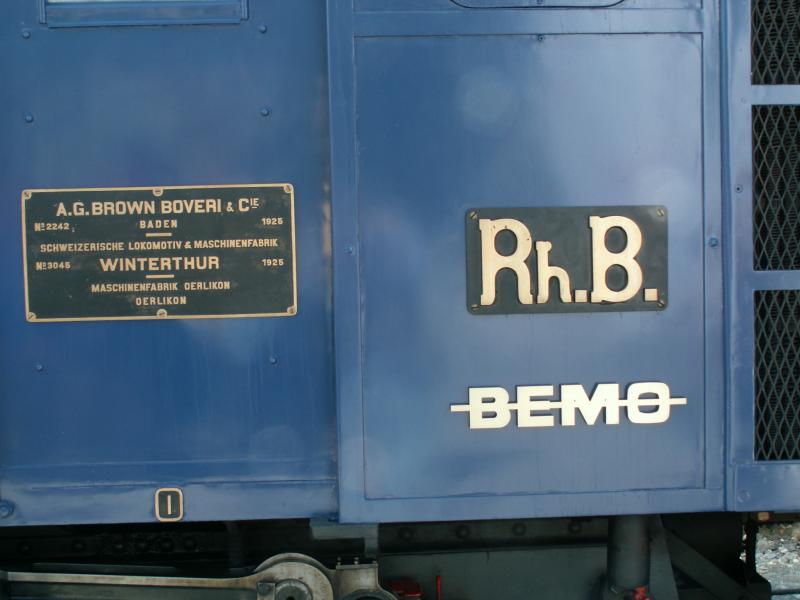 A.G. BROWN BOVERI & CIE
No 2242 BADEN 1925
SCHWEIZERISCHE LOKOMOTIV & MASCHINENFABRIK
No 3045 WINTERTHUR 1925
MASCHINENFABRIK OERLIKON
OERLIKON
Rh.B.
BEMO
1